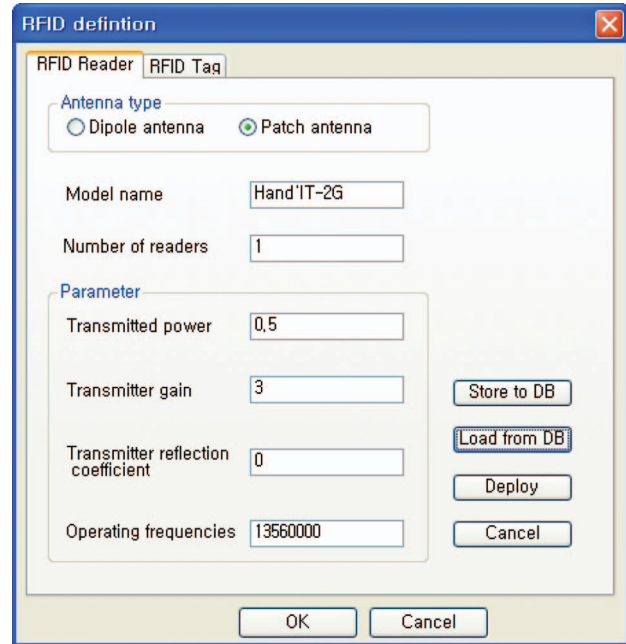 RFID defintion
RFID Reader RFID Tag
Antenna type
Dipole antenna Patch antenna
Model name Hand'IT-2G
Number of readers 1
Parameter
Transmitted power 0.5
Transmitter gain 3
Store to DB
Load from DB
Transmitter reflection
coefficient 0
Deploy
Operating frequencies 13560000
Cancel
OK Cancel